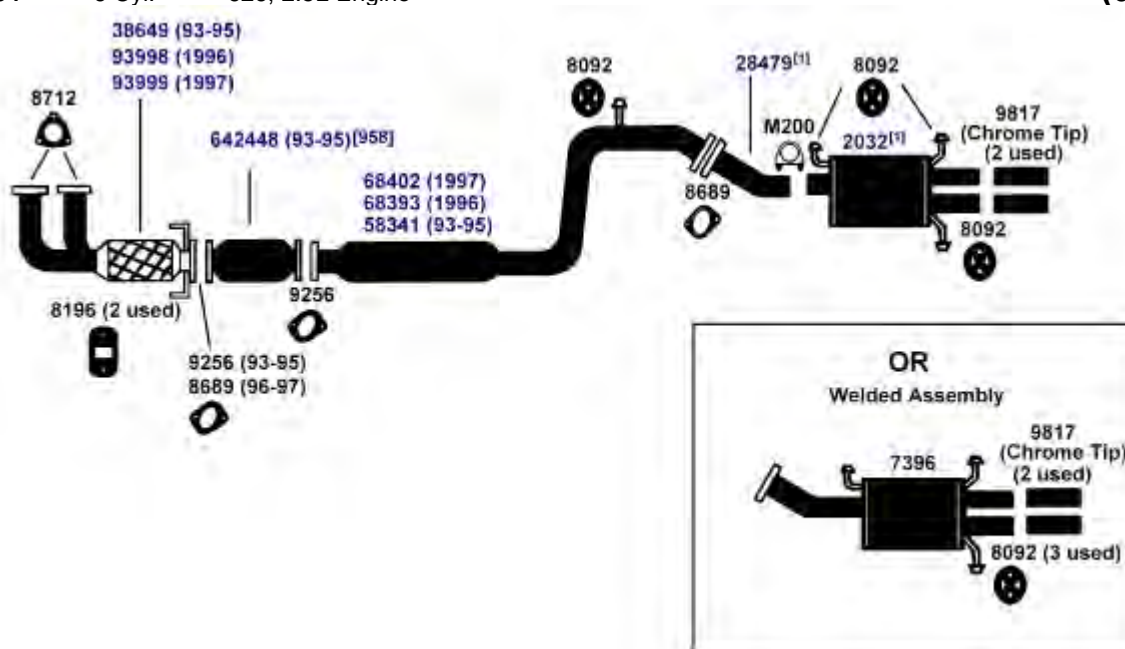 38649 (93-95)
93998 (1996)
93999 (1997)
8712
642448 (93-95)[958]
68402 (1997)
68393 (1996)
58341 (93-95)
8092
28479[1]
8092
M200
2032[1]
9817
(Chrome Tip)
(2 used)
8689
8092
8196 (2 used)
9256
9256 (93-95)
8689 (96-97)
OR
Welded Assembly
7396
9817
(Chrome Tip)
(2 used)
8092 (3 used)